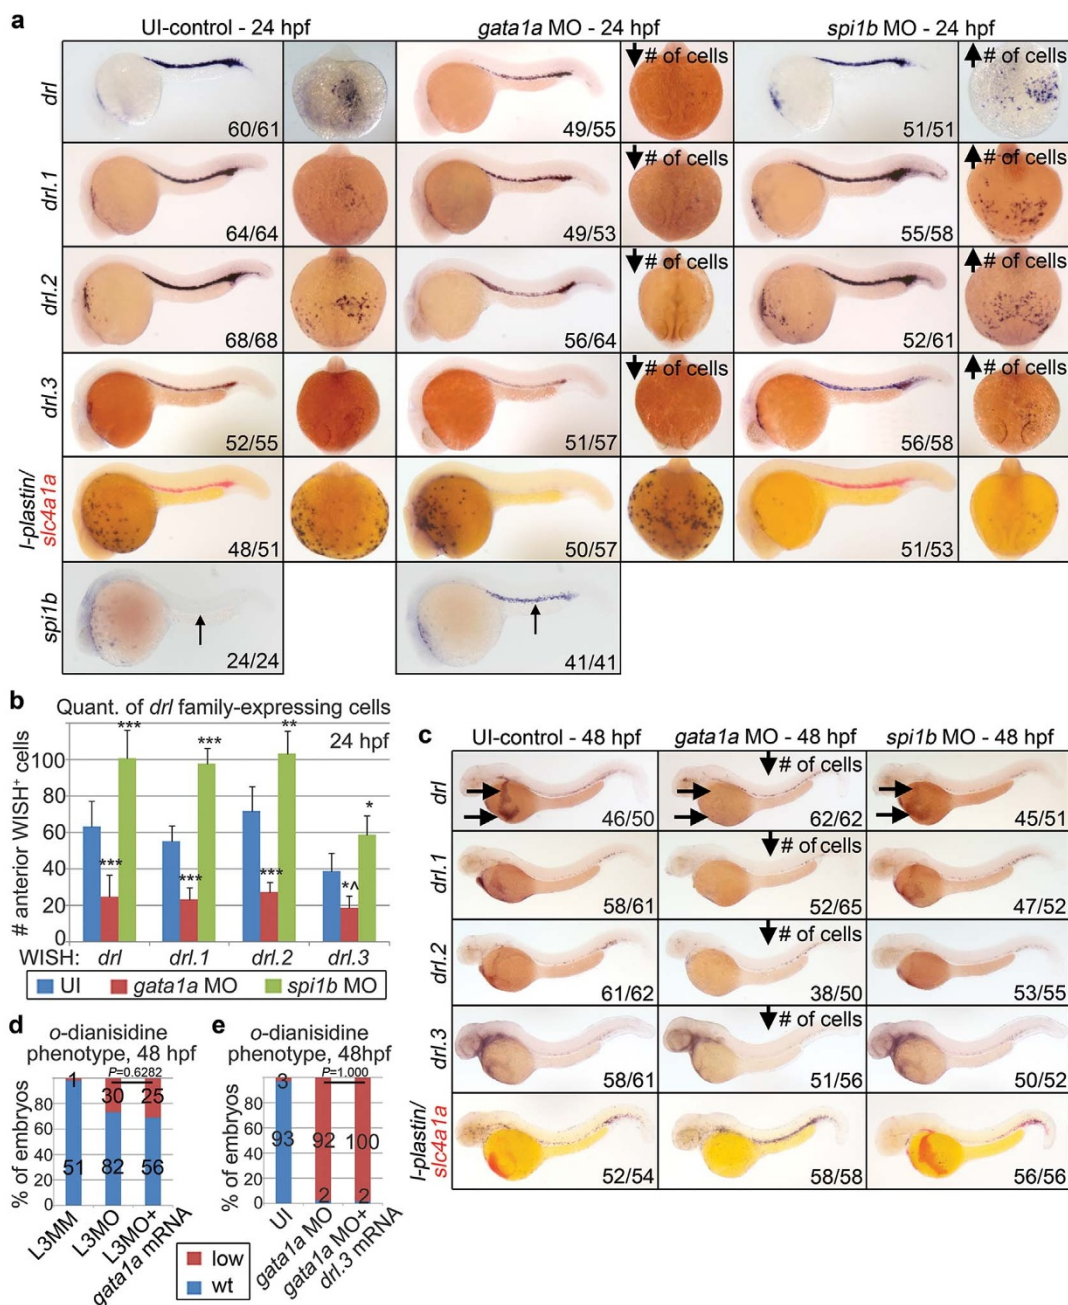 a
UI-control - 24 hpf gata1a MO - 24 hpf spi1b MO - 24 hpf
drl 60/61 49/55 # of cells 51/51 # of cells
drl.1 64/64 49/53 # of cells 55/58 # of cells
drl.2 68/68 56/64 # of cells 52/61 # of cells
drl.3 52/55 51/57 # of cells 56/58 # of cells
l-plastin/
slc4a1a 48/51 50/57 51/53
spi1b 24/24 41/41
b
Quant. of drl family-expressing cells
24 hpf
# anterior WISH+ cells
100
80
60
40
20
0
*** *** ** *
*** *** *** *^
WISH: drl drl.1 drl.2 drl.3
UI gata1a MO spi1b MO
c
UI-control - 48 hpf gata1a MO - 48 hpf spi1b MO - 48 hpf
drl 46/50 # of cells 62/62 45/51
drl.1 58/61 # of cells 52/65 47/52
drl.2 61/62 # of cells 38/50 53/55
drl.3 58/61 # of cells 51/56 50/52
l-plastin/
slc4a1a 52/54 58/58 56/56
d
o-dianisidine
phenotype, 48 hpf
P=0.6282
% of embryos
80
60
40
20
0
1 30 25
51 82 56
L3MM L3MO L3MO+
gata1a mRNA
e
o-dianisidine
phenotype, 48hpf
P=1.000
% of embryos
80
60
40
20
0
3 92 100
93 2 2
UI gata1a MO gata1a MO+
drl.3 mRNA
low
wt